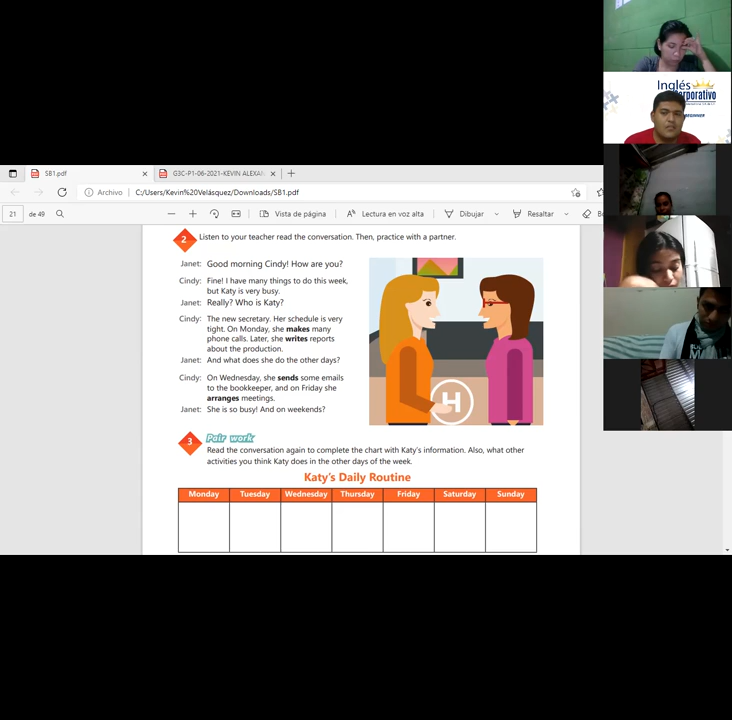 SB1.pdf
G3C-P1-06-2021-KEVIN ALEXA
Archivo
C:/Users/Kevin%20Velásquez/Downloads/SB1.pdf
21 de 49
Vista de página
Lectura en voz alta
Dibujar
Resaltar
Inglés
corporativo
BEGINNER
2 Listen to your teacher read the conversation. Then, practice with a partner.
Janet: Good morning Cindy! How are you?
Cindy: Fine! I have many things to do this week,
but Katy is very busy.
Janet: Really? Who is Katy?
Cindy: The new secretary. Her schedule is very
tight. On Monday, she makes many
phone calls. Later, she writes reports
about the production.
Janet: And what does she do the other days?
Cindy: On Wednesday, she sends some emails
to the bookkeeper, and on Friday she
arranges meetings.
Janet: She is so busy! And on weekends?
H
3 Pair work
Read the conversation again to complete the chart with Katy's information. Also, what other
activities you think Katy does in the other days of the week.
Katy's Daily Routine
Monday Tuesday Wednesday Thursday Friday Saturday Sunday